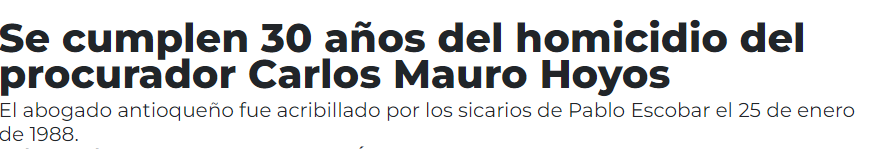 Se cumplen 30 años del homicidio del
procurador Carlos Mauro Hoyos
El abogado antioqueño fue acribillado por los sicarios de Pablo Escobar el 25 de enero
de 1988.